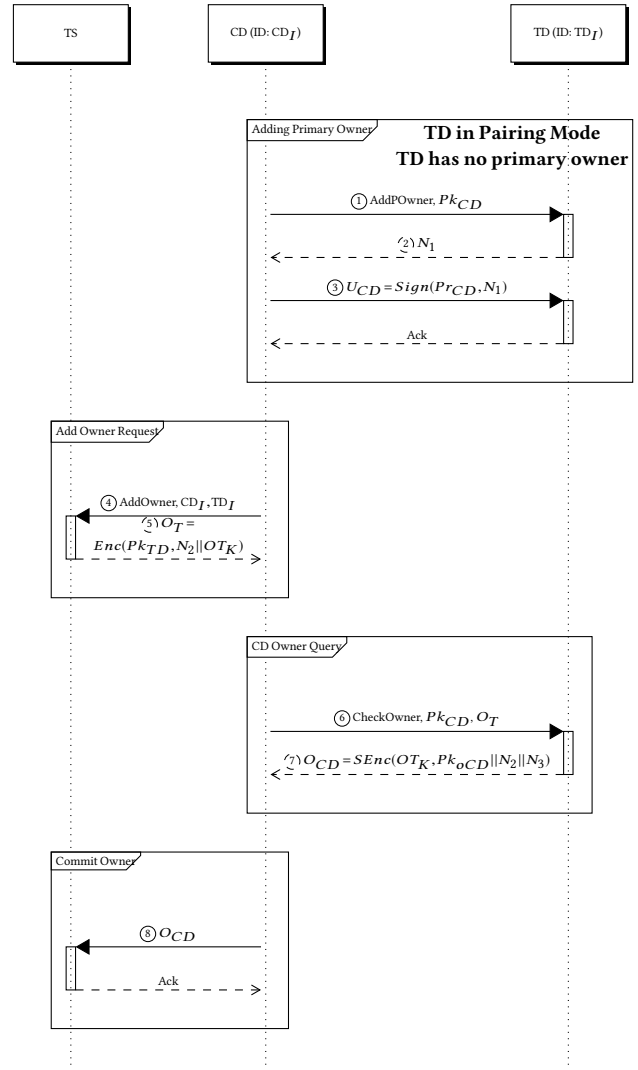 TS
CD (ID: CD_I)
TD (ID: TD_I)
Adding Primary Owner
TD in Pairing Mode
TD has no primary owner
① AddPOwner, Pk_CD
② N_1
③ U_CD = Sign(Pr_CD, N_1)
Ack
Add Owner Request
④ AddOwner, CD_I, TD_I
⑤ O_T =
Enc(Pk_TD, N_2||OT_K)
CD Owner Query
⑥ CheckOwner, Pk_CD, O_T
⑦ O_CD = SEnc(OT_K, Pk_oCD||N_2||N_3)
Commit Owner
⑧ O_CD
Ack